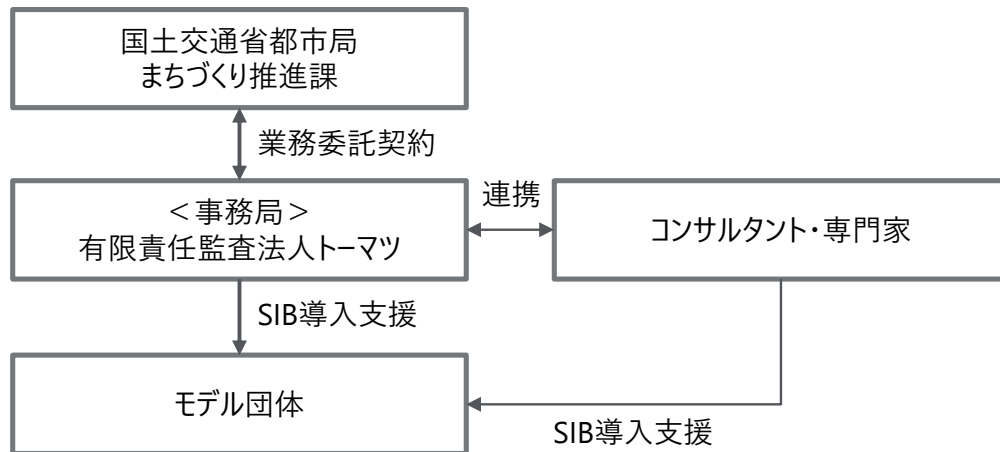 国土交通省都市局
まちづくり推進課
業務委託契約
＜事務局＞
有限責任監査法人トーマツ
連携
コンサルタント・専門家
SIB導入支援
モデル団体
SIB導入支援